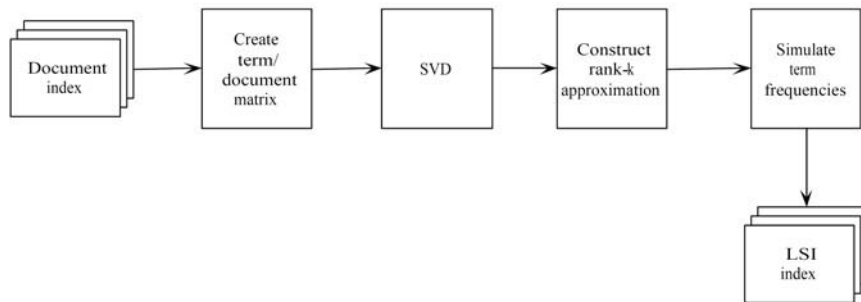 Document
index
Create
term/
document
matrix
SVD
Construct
rank-k
approximation
Simulate
term
frequencies
LSI
index